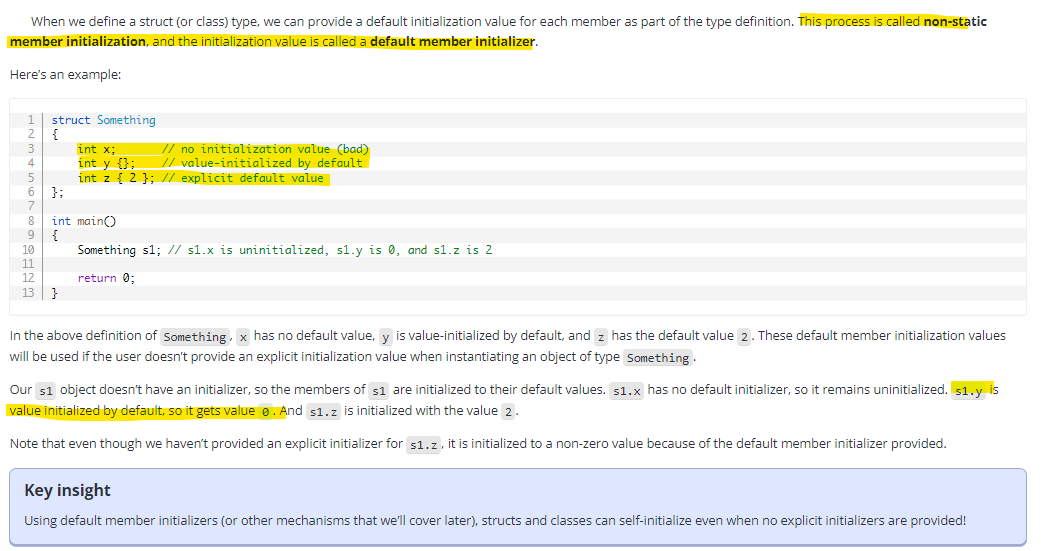 When we define a struct (or class) type, we can provide a default initialization value for each member as part of the type definition. This process is called non-static
member initialization, and the initialization value is called a default member initializer.
Here's an example:
1 struct Something
2 {
3 int x; // no initialization value (bad)
4 int y {}; // value-initialized by default
5 int z { 2 }; // explicit default value
6 };
7
8 int main()
9 {
10 Something s1; // s1.x is uninitialized, s1.y is 0, and s1.z is 2
11
12 return 0;
13 }
In the above definition of Something, x has no default value, y is value-initialized by default, and z has the default value 2. These default member initialization values
will be used if the user doesn't provide an explicit initialization value when instantiating an object of type Something.
Our s1 object doesn't have an initializer, so the members of s1 are initialized to their default values. s1.x has no default initializer, so it remains uninitialized. s1.y is
value initialized by default, so it gets value 0. And s1.z is initialized with the value 2.
Note that even though we haven't provided an explicit initializer for s1.z, it is initialized to a non-zero value because of the default member initializer provided.
Key insight
Using default member initializers (or other mechanisms that we'll cover later), structs and classes can self-initialize even when no explicit initializers are provided!